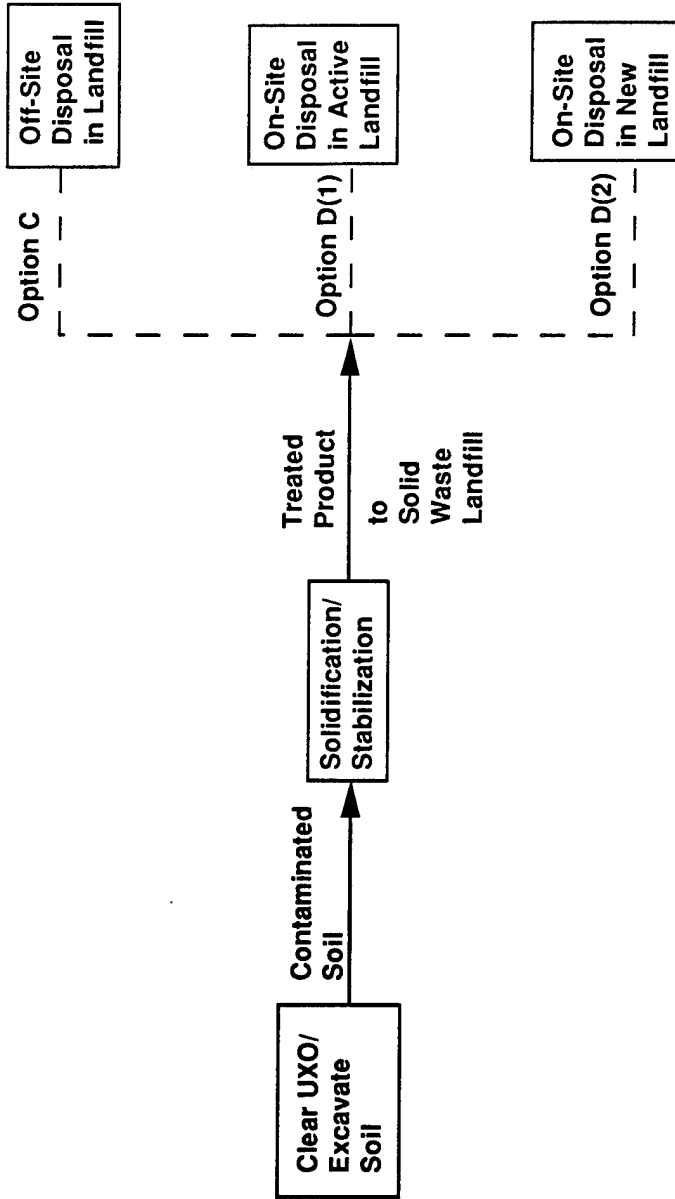 Clear UXO/
Excavate
Soil
Contaminated
Soil
Solidification/
Stabilization
Treated
Product
to
Solid
Waste
Landfill
Option C
Off-Site
Disposal
in Landfill
Option D(1)
On-Site
Disposal
in Active
Landfill
Option D(2)
On-Site
Disposal
in New
Landfill